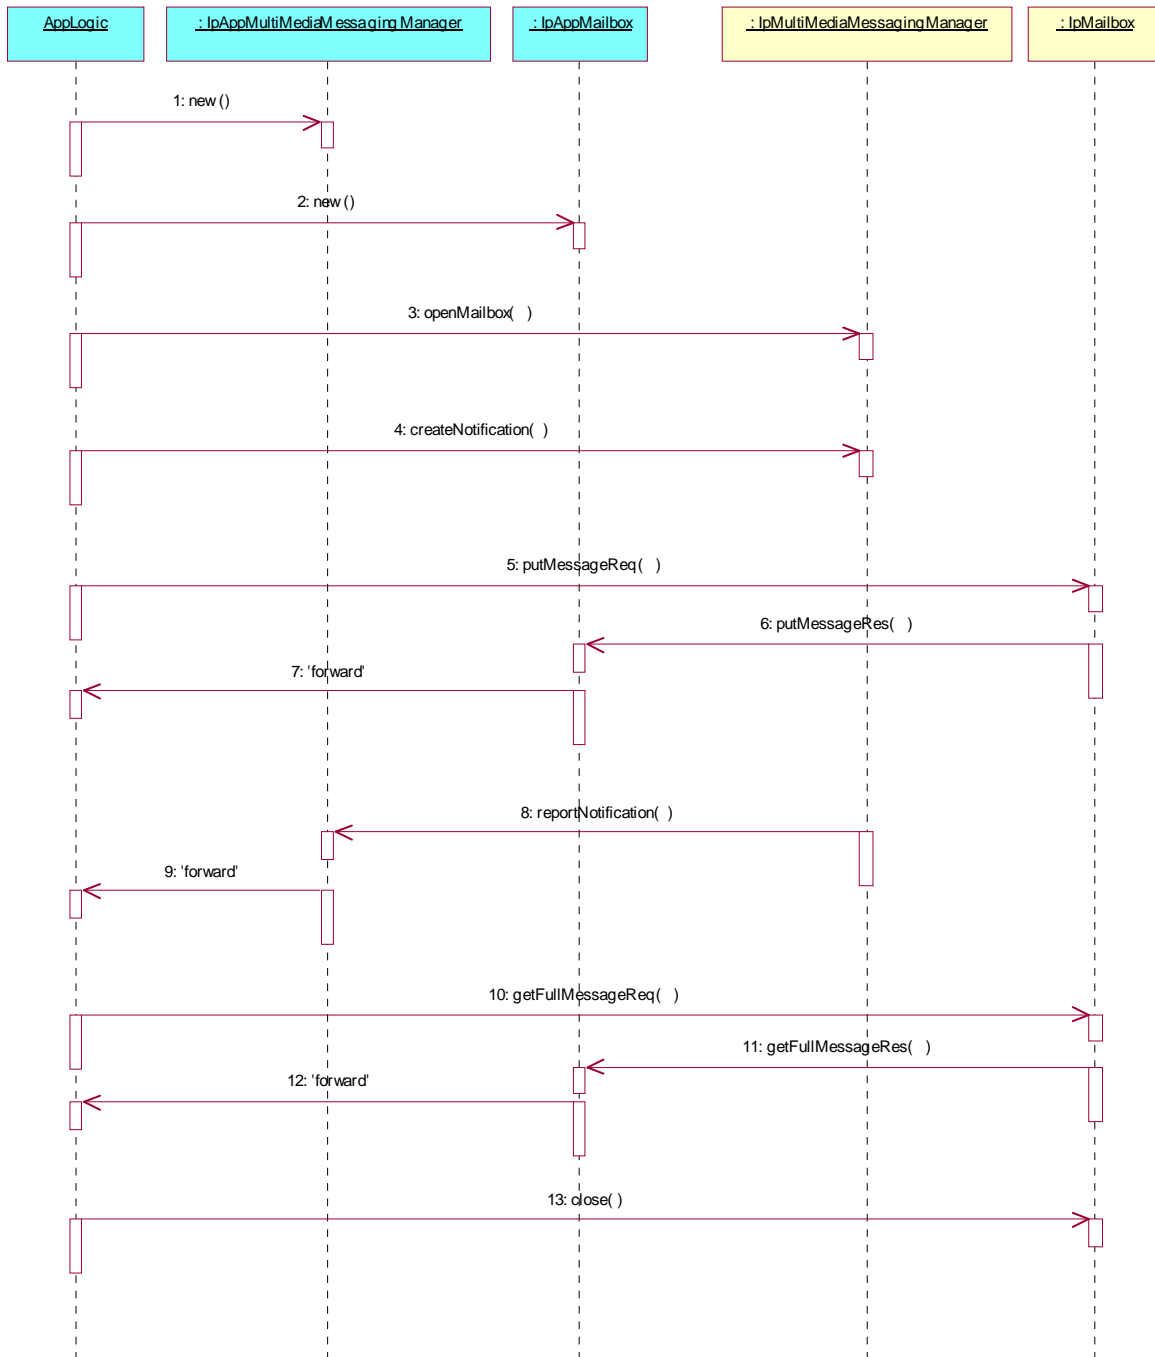 AppLogic
: IpAppMultiMediaMessagingManager
: IpAppMailbox
: IpMultiMediaMessagingManager
: IpMailbox
1: new()
2: new()
3: openMailbox( )
4: createNotification( )
5: putMessageReq( )
6: putMessageRes( )
7: 'forward'
8: reportNotification( )
9: 'forward'
10: getFullMessageReq( )
11: getFullMessageRes( )
12: 'forward'
13: close( )